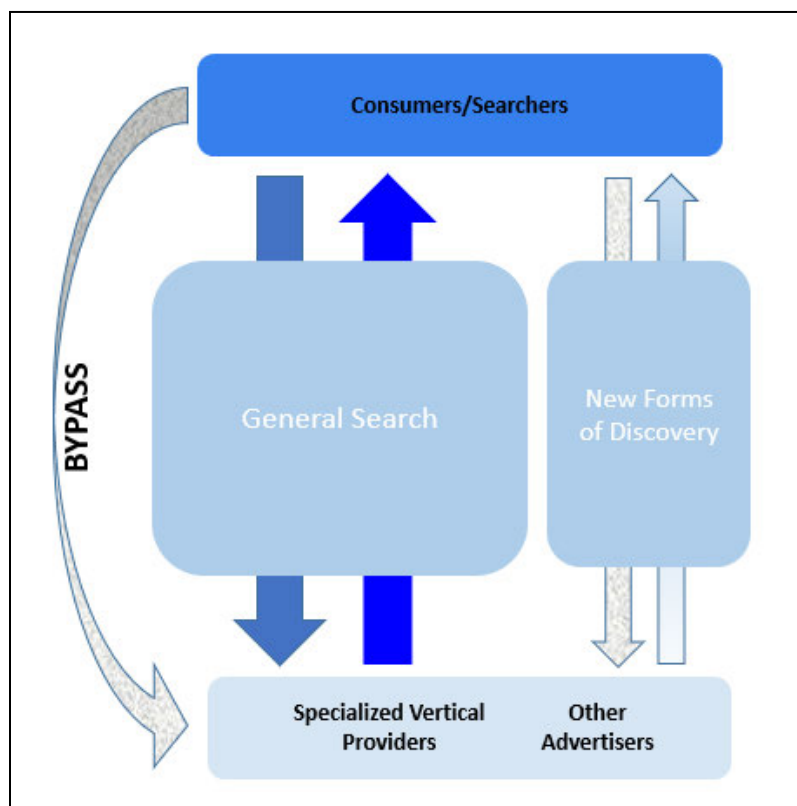 Consumers/Searchers
BYPASS
General Search
New Forms
of Discovery
Specialized Vertical
Providers
Other
Advertisers